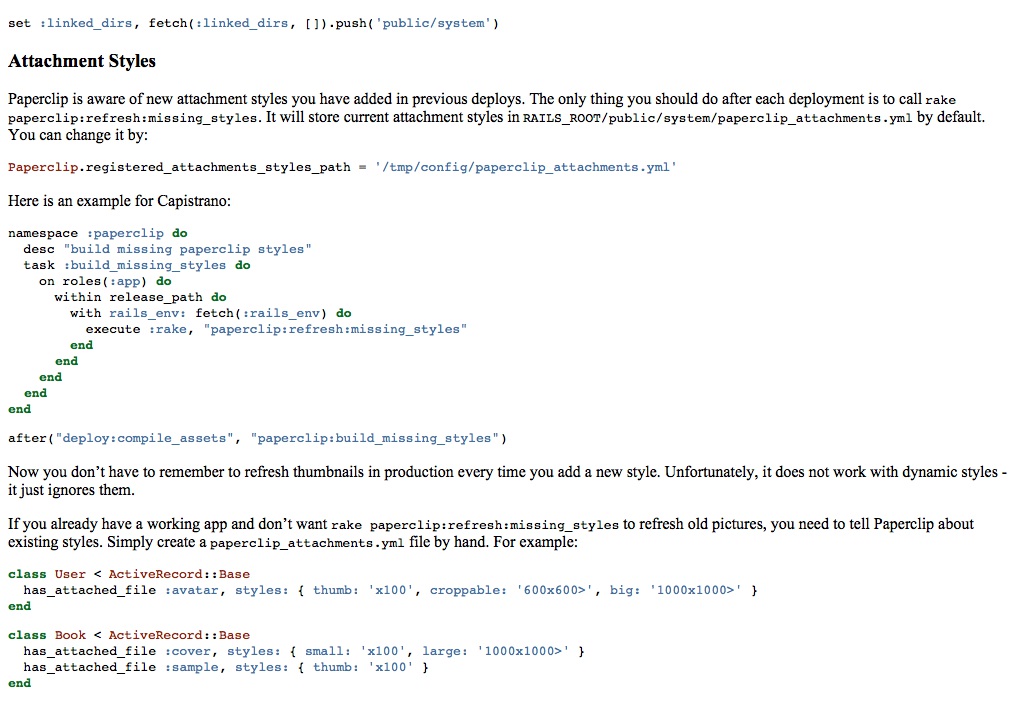 set :linked_dirs, fetch(:linked_dirs, []).push('public/system')
Attachment Styles
Paperclip is aware of new attachment styles you have added in previous deploys. The only thing you should do after each deployment is to call rake
paperclip:refresh:missing_styles. It will store current attachment styles in RAILS_ROOT/public/system/paperclip_attachments.yml by default.
You can change it by:
Paperclip.registered_attachments_styles_path = '/tmp/config/paperclip_attachments.yml'
Here is an example for Capistrano:
namespace :paperclip do
  desc "build missing paperclip styles"
  task :build_missing_styles do
    on roles(:app) do
      within release_path do
        with rails_env: fetch(:rails_env) do
          execute :rake, "paperclip:refresh:missing_styles"
        end
      end
    end
  end
end
after("deploy:compile_assets", "paperclip:build_missing_styles")
Now you don’t have to remember to refresh thumbnails in production every time you add a new style. Unfortunately, it does not work with dynamic styles -
it just ignores them.
If you already have a working app and don’t want rake paperclip:refresh:missing_styles to refresh old pictures, you need to tell Paperclip about
existing styles. Simply create a paperclip_attachments.yml file by hand. For example:
class User < ActiveRecord::Base
  has_attached_file :avatar, styles: { thumb: 'x100', croppable: '600x600>', big: '1000x1000>' }
end
class Book < ActiveRecord::Base
  has_attached_file :cover, styles: { small: 'x100', large: '1000x1000>' }
  has_attached_file :sample, styles: { thumb: 'x100' }
end